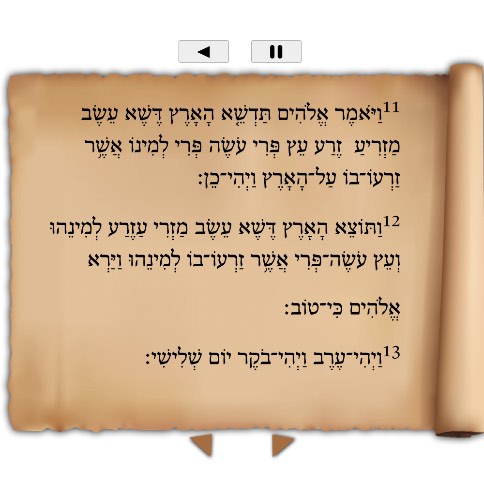 11וַיֹּאמֶר אֱלֹהִים תַּדְשֵׁא הָאָרֶץ דֶּשֶׁא עֵשֶׂב
מַזְרִיעַ זֶרַע עֵץ פְּרִי עֹשֶׂה פְּרִי לְמִינוֹ אֲשֶׁר
זַרְעוֹ־בוֹ עַל־הָאָרֶץ וַיְהִי־כֵן:
12וַתּוֹצֵא הָאָרֶץ דֶּשֶׁא עֵשֶׂב מַזְרִי עַזֶרַע לְמִינֵהוּ
וְעֵץ עֹשֶׂה־פְּרִי אֲשֶׁר זַרְעוֹ־בוֹ לְמִינֵהוּ וַיַּרְא
אֱלֹהִים כִּי־טוֹב:
13וַיְהִי־עֶרֶב וַיְהִי־בֹקֶר יוֹם שְׁלִישִׁי: